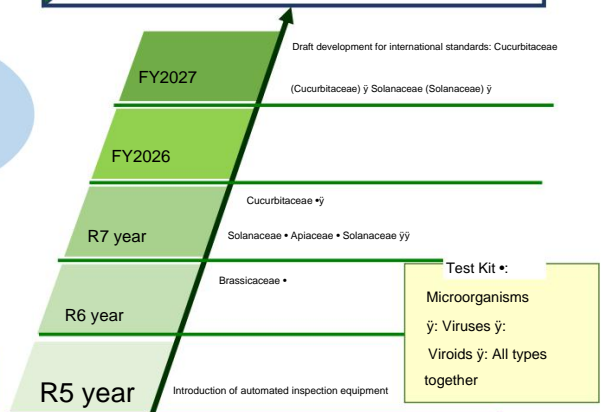 Draft development for international standards: Cucurbitaceae
FY2027
(Cucurbitaceae) ÿ Solanaceae (Solanaceae) ÿ
FY2026
Cucurbitaceae •ÿ
R7 year
Solanaceae • Apiaceae • Solanaceae ÿÿ
Brassicaceae •
R6 year
Test Kit •:
Microorganisms
ÿ: Viruses ÿ:
Viroids ÿ: All types
together
R5 year
Introduction of automated inspection equipment